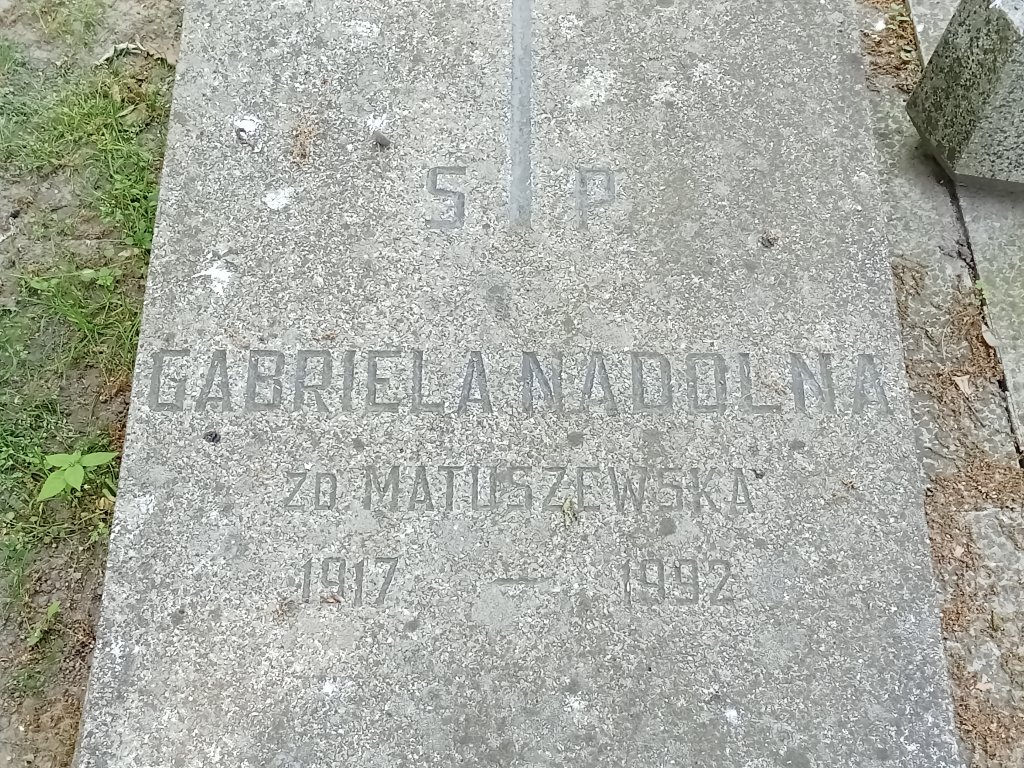 S P
GABRIELA NADOLNA
ZD MATUSZEWSKA
1917 — 1992